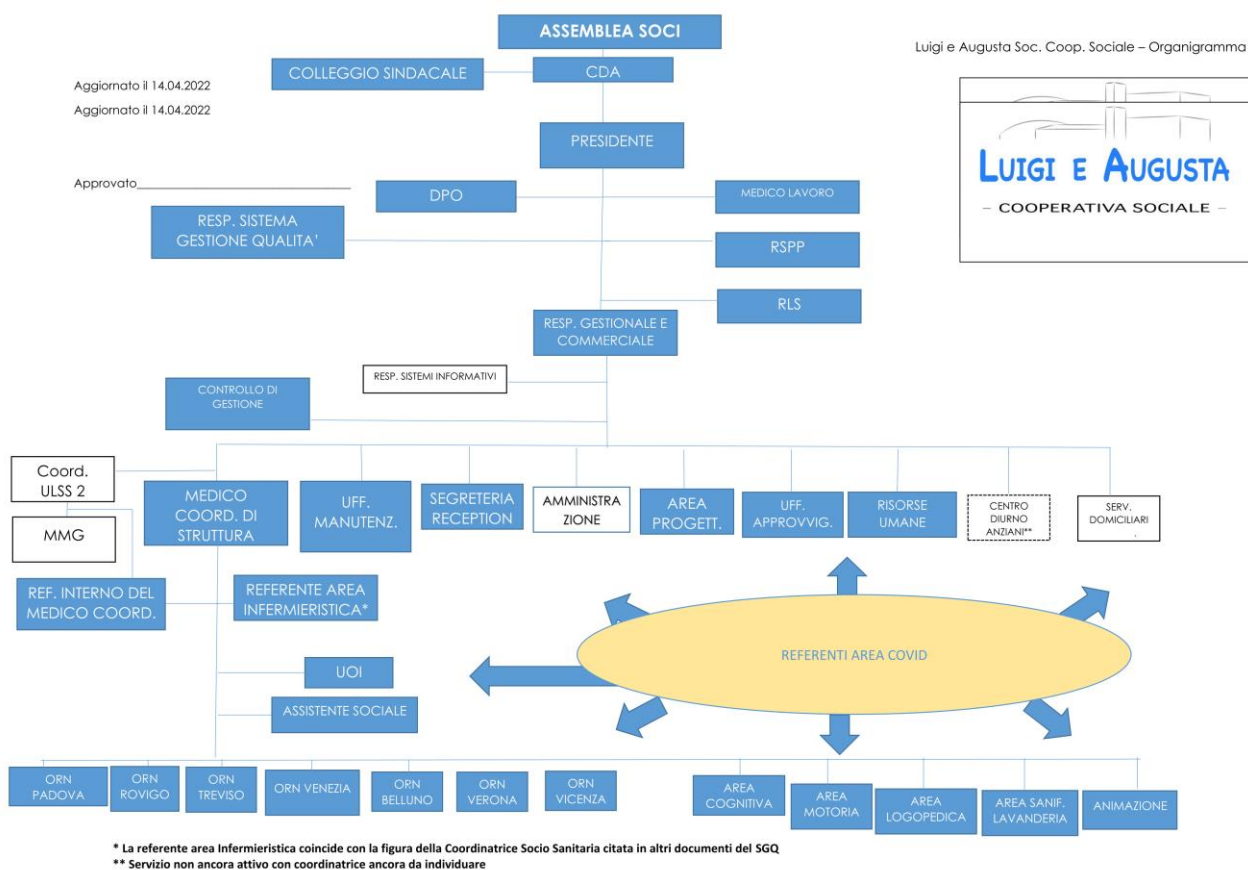 ASSEMBLEA SOCI
Luigi e Augusta Soc. Coop. Sociale – Organigramma
COLLEGGIO SINDACALE
CDA
Aggiornato il 14.04.2022
Aggiornato il 14.04.2022
PRESIDENTE
LUIGI E AUGUSTA
– COOPERATIVA SOCIALE –
Approvato
DPO
MEDICO LAVORO
RESP. SISTEMA
GESTIONE QUALITA’
RSPP
RLS
RESP. GESTIONALE E
COMMERCIALE
RESP. SISTEMI INFORMATIVI
CONTROLLO DI
GESTIONE
Coord.
ULSS 2
MMG
MEDICO
COORD. DI
STRUTTURA
UFF.
MANUTENZ.
SEGRETERIA
RECEPTION
AMMINISTRA
ZIONE
AREA
PROGETT.
UFF.
APPROVVIG.
RISORSE
UMANE
CENTRO
DIURNO
ANZIANI**
SERV.
DOMICILIARI
.
REF. INTERNO DEL
MEDICO COORD.
REFERENTE AREA
INFERMIERISTICA*
REFERENTI AREA COVID
UOI
ASSISTENTE SOCIALE
ORN
PADOVA
ORN
ROVIGO
ORN
TREVISO
ORN VENEZIA
ORN
BELLUNO
ORN
VERONA
ORN
VICENZA
AREA
COGNITIVA
AREA
MOTORIA
AREA
LOGOPEDICA
AREA SANIF.
LAVANDERIA
ANIMAZIONE
* La referente area Infermieristica coincide con la figura della Coordinatrice Socio Sanitaria citata in altri documenti del SGQ
** Servizio non ancora attivo con coordinatrice ancora da individuare